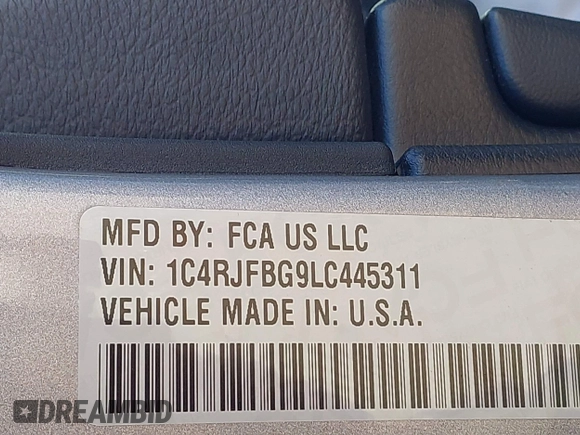 MFD BY: FCA US LLC
VIN: 1C4RJFBG9LC445311
VEHICLE MADE IN: U.S.A.
DREAMBID